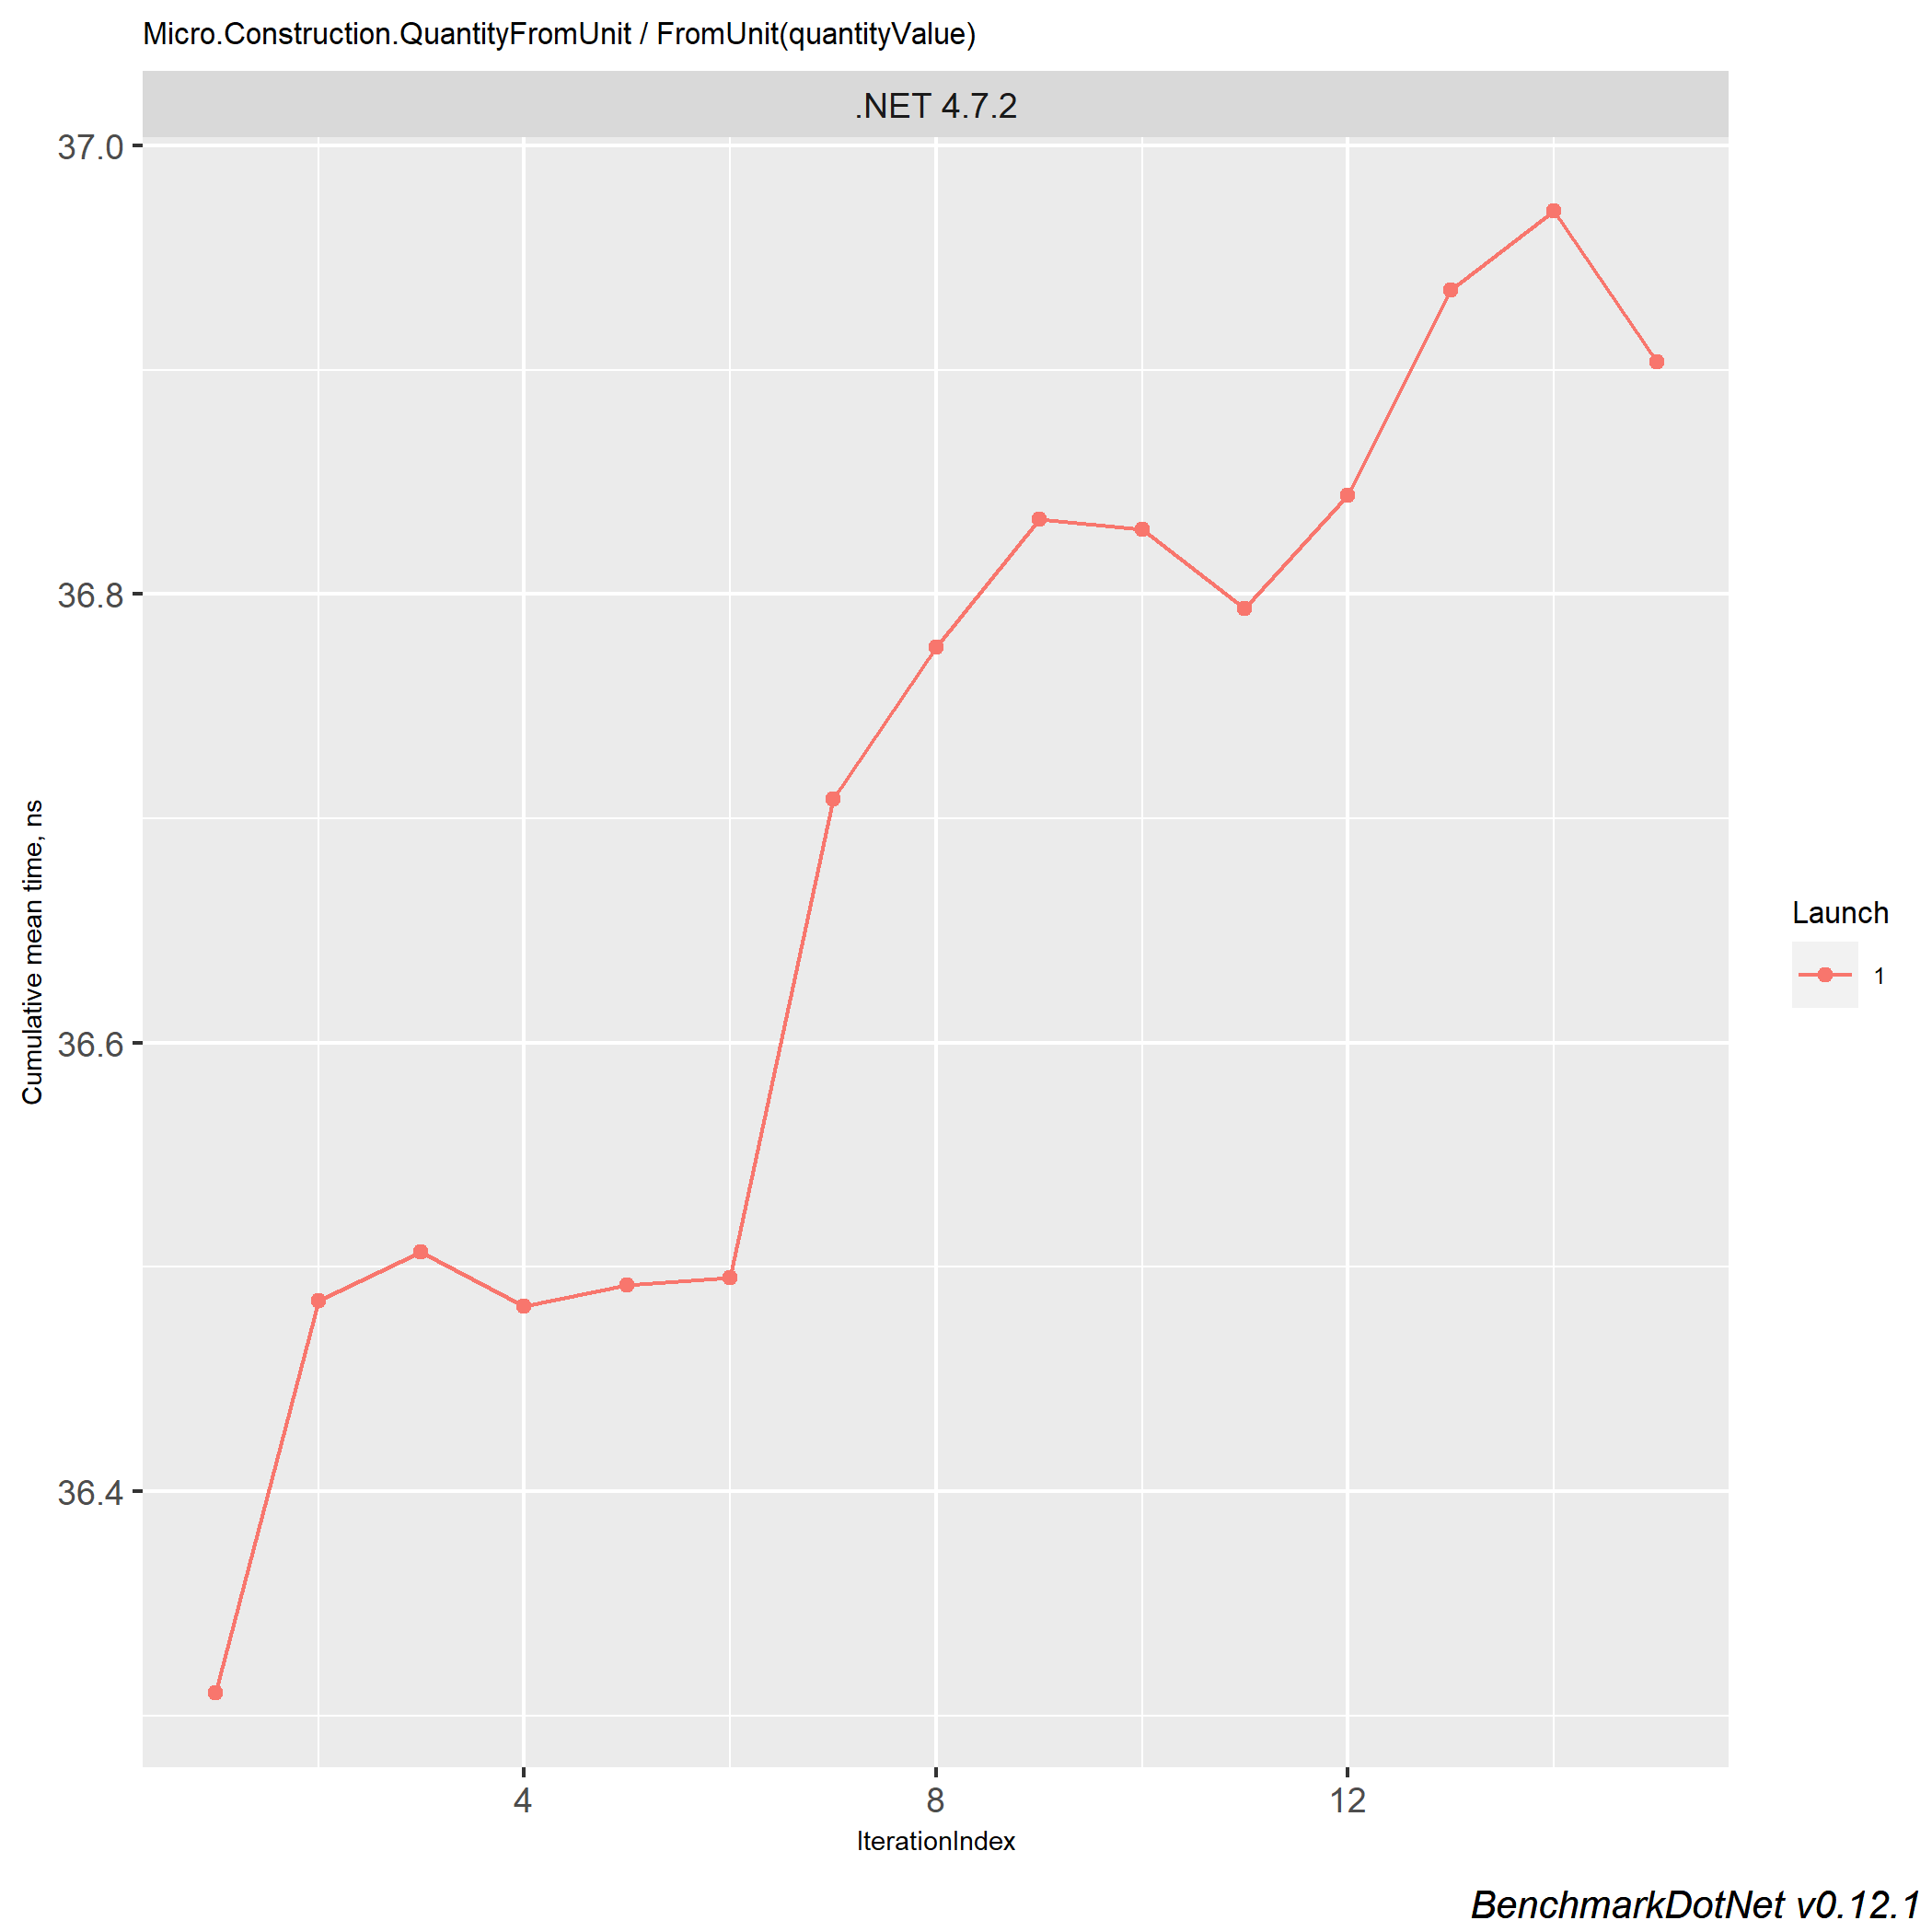 Micro.Construction.QuantityFromUnit / FromUnit(quantityValue)
.NET 4.7.2
37.0
36.8
36.6
36.4
Cumulative mean time, ns
4
8
12
IterationIndex
Launch
1
BenchmarkDotNet v0.12.1